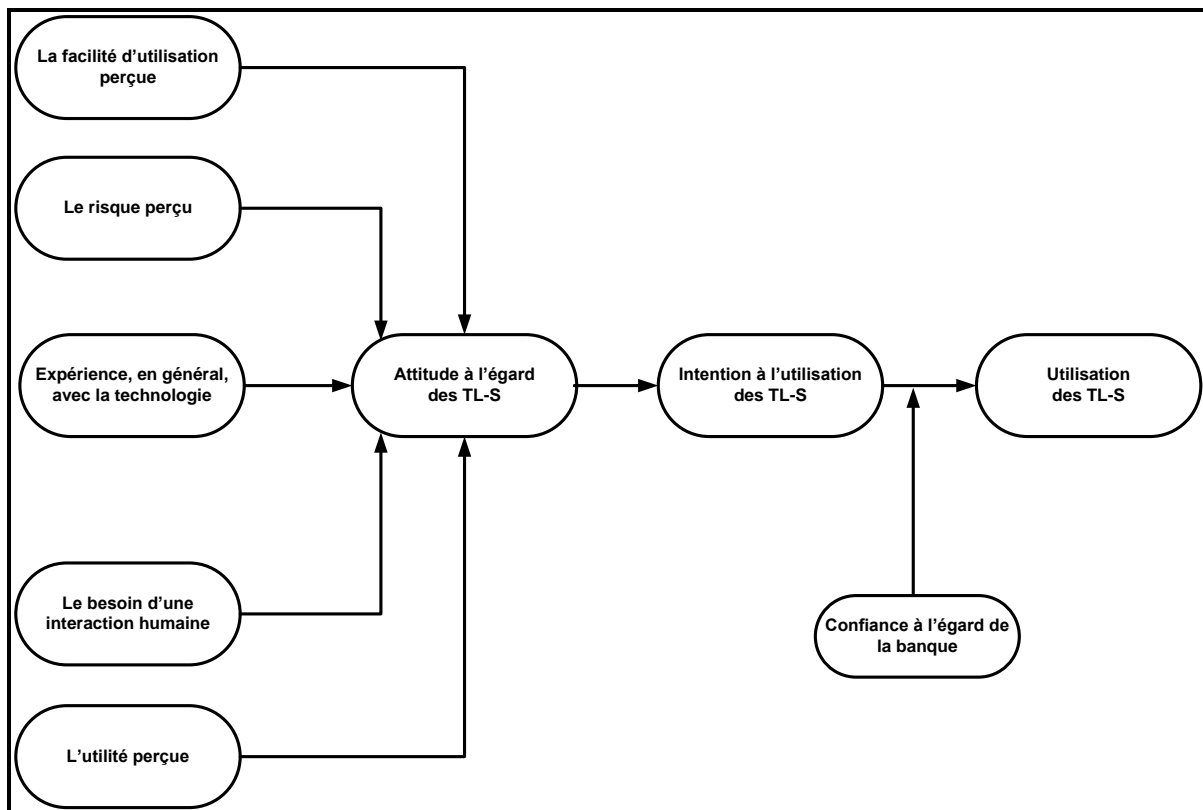 La facilité d'utilisation
perçue
Le risque perçu
Expérience, en général,
avec la technologie
Attitude à l'égard
des TL-S
Intention à l'utilisation
des TL-S
Utilisation
des TL-S
Le besoin d'une
interaction humaine
Confiance à l'égard de
la banque
L'utilité perçue